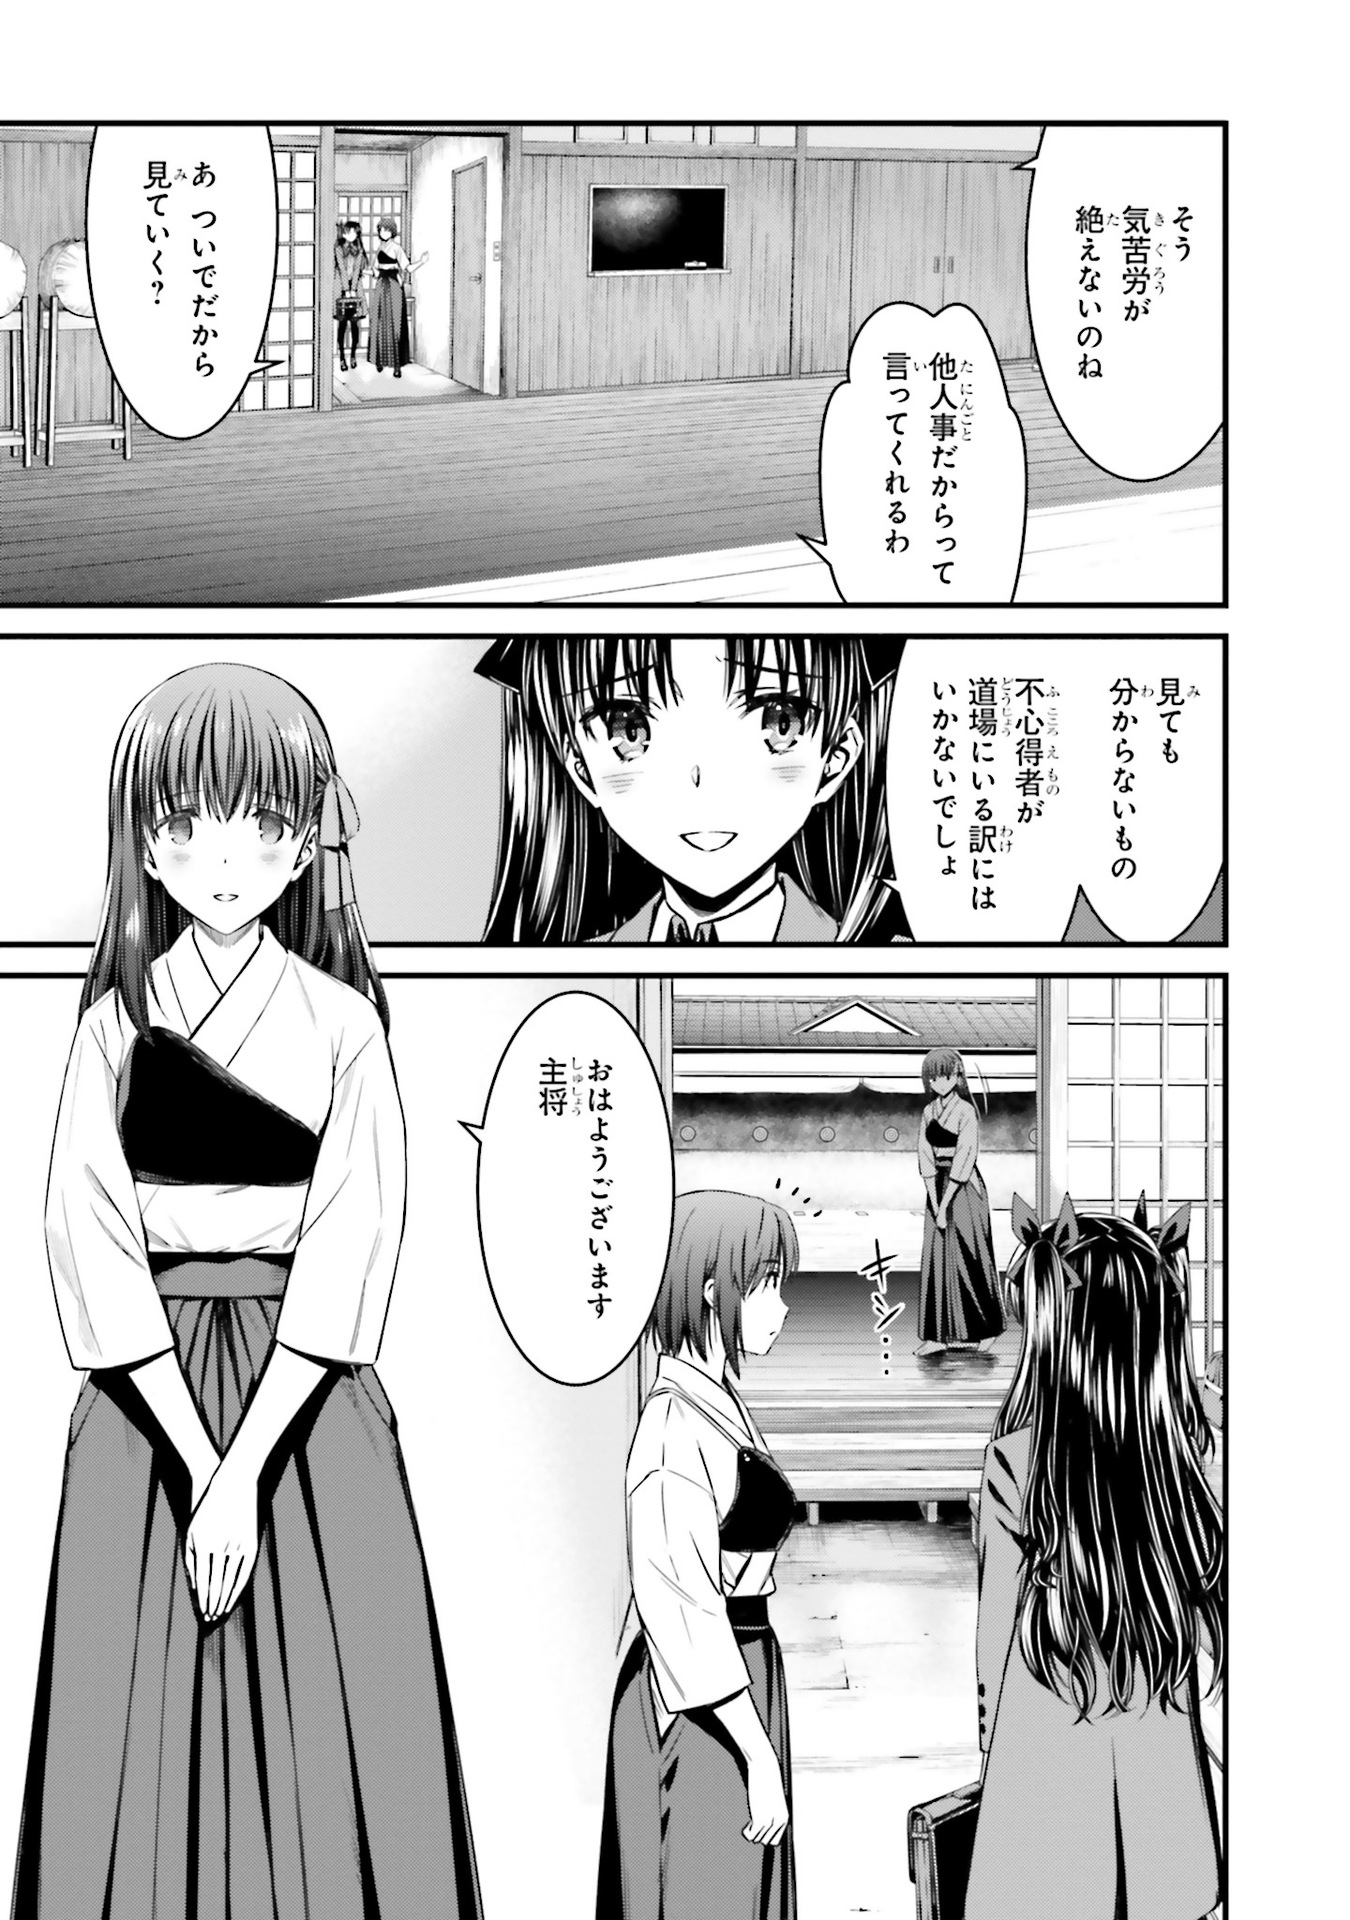 そう
気苦労が
絶えないのね
他人事だからって
言ってくれるわ
あ ついでだから
見ていく？
見ても
分からないもの
不心得者が
道場にいる訳には
いかないでしょ
おはようございます
主将
キシ…